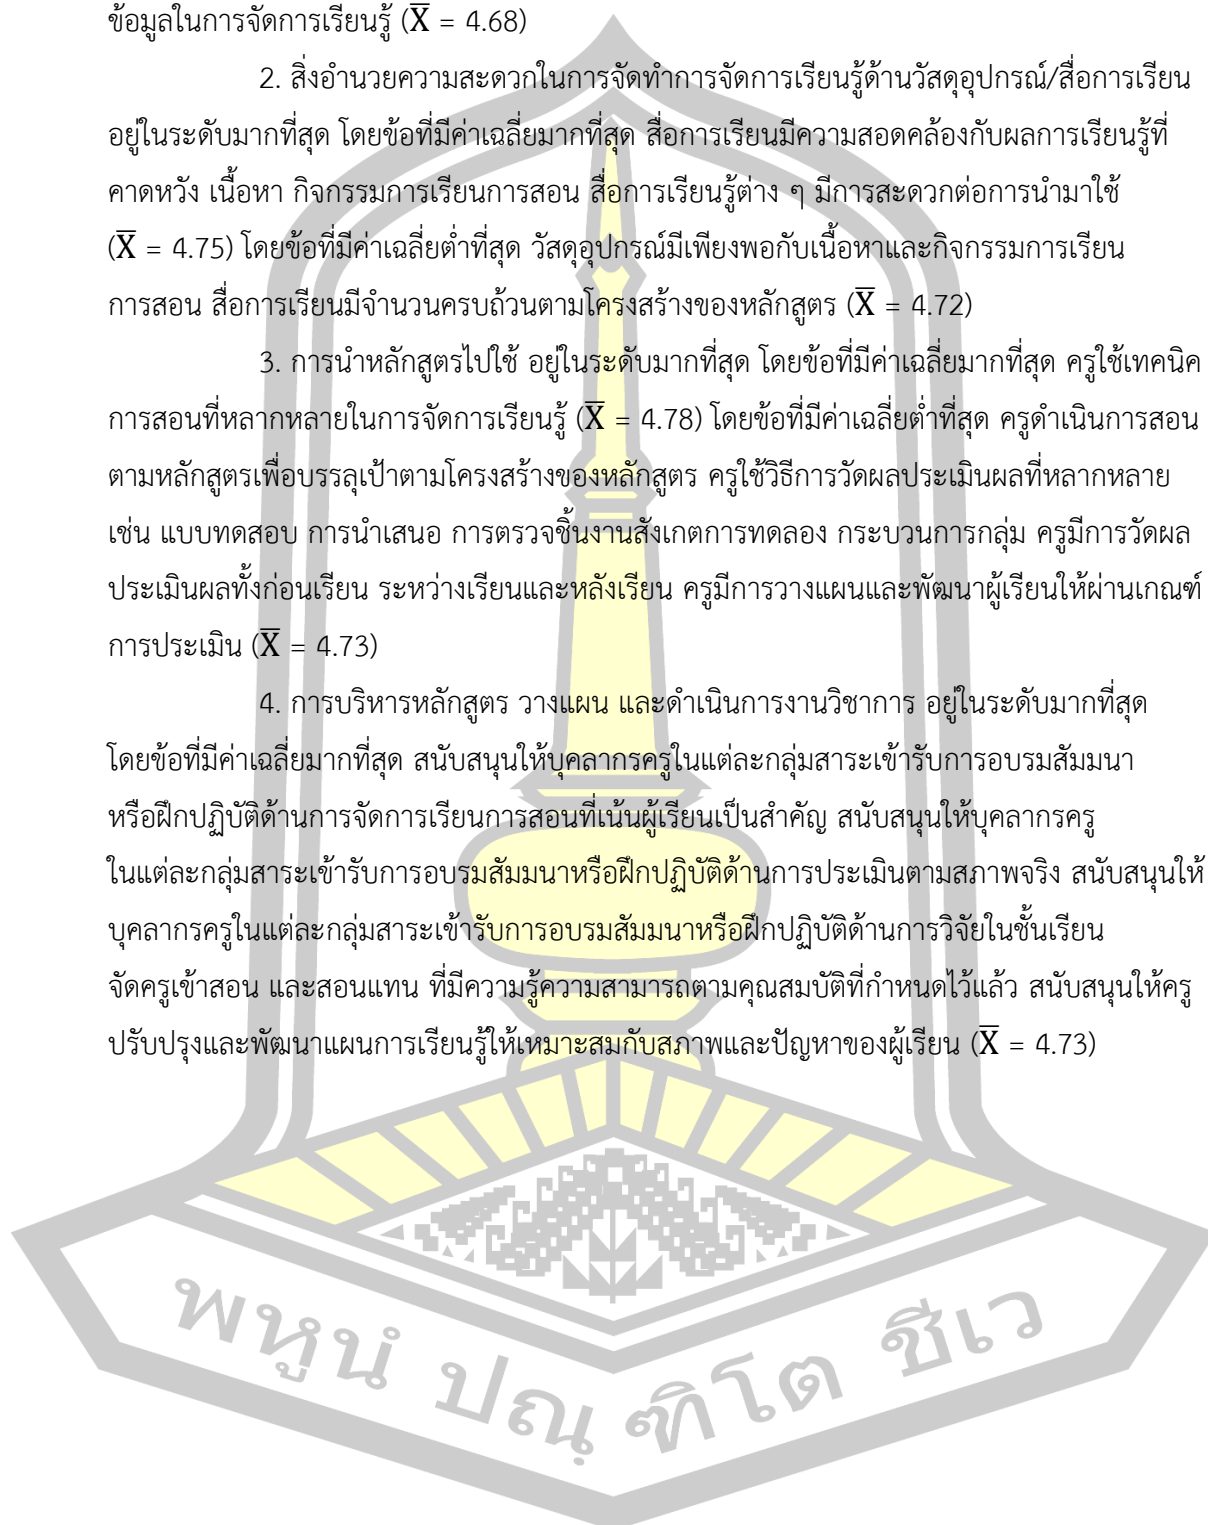 ข้อมูลในการจัดการเรียนรู้ (X̅ = 4.68)
2. สิ่งอำนวยความสะดวกในการจัดทำการจัดการเรียนรู้ด้านวัสดุอุปกรณ์/สื่อการเรียน
อยู่ในระดับมากที่สุด โดยข้อที่มีค่าเฉลี่ยมากที่สุด สื่อการเรียนมีความสอดคล้องกับผลการเรียนรู้ที่
คาดหวัง เนื้อหา กิจกรรมการเรียนการสอน สื่อการเรียนรู้ต่าง ๆ มีการสะดวกต่อการนำมาใช้
(X̅ = 4.75) โดยข้อที่มีค่าเฉลี่ยต่ำที่สุด วัสดุอุปกรณ์มีเพียงพอกับเนื้อหาและกิจกรรมการเรียน
การสอน สื่อการเรียนมีจำนวนครบถ้วนตามโครงสร้างของหลักสูตร (X̅ = 4.72)
3. การนำหลักสูตรไปใช้ อยู่ในระดับมากที่สุด โดยข้อที่มีค่าเฉลี่ยมากที่สุด ครูใช้เทคนิค
การสอนที่หลากหลายในการจัดการเรียนรู้ (X̅ = 4.78) โดยข้อที่มีค่าเฉลี่ยต่ำที่สุด ครูดำเนินการสอน
ตามหลักสูตรเพื่อบรรลุเป้าตามโครงสร้างของหลักสูตร ครูใช้วิธีการวัดผลประเมินผลที่หลากหลาย
เช่น แบบทดสอบ การนำเสนอ การตรวจชิ้นงานสังเกตการทดลอง กระบวนการกลุ่ม ครูมีการวัดผล
ประเมินผลทั้งก่อนเรียน ระหว่างเรียนและหลังเรียน ครูมีการวางแผนและพัฒนาผู้เรียนให้ผ่านเกณฑ์
การประเมิน (X̅ = 4.73)
4. การบริหารหลักสูตร วางแผน และดำเนินการงานวิชาการ อยู่ในระดับมากที่สุด
โดยข้อที่มีค่าเฉลี่ยมากที่สุด สนับสนุนให้บุคลากรครูในแต่ละกลุ่มสาระเข้ารับการอบรมสัมมนา
หรือฝึกปฏิบัติด้านการจัดการเรียนการสอนที่เน้นผู้เรียนเป็นสำคัญ สนับสนุนให้บุคลากรครู
ในแต่ละกลุ่มสาระเข้ารับการอบรมสัมมนาหรือฝึกปฏิบัติด้านการประเมินตามสภาพจริง สนับสนุนให้
บุคลากรครูในแต่ละกลุ่มสาระเข้ารับการอบรมสัมมนาหรือฝึกปฏิบัติด้านการวิจัยในชั้นเรียน
จัดครูเข้าสอน และสอนแทน ที่มีความรู้ความสามารถตามคุณสมบัติที่กำหนดไว้แล้ว สนับสนุนให้ครู
ปรับปรุงและพัฒนาแผนการเรียนรู้ให้เหมาะสมกับสภาพและปัญหาของผู้เรียน (X̅ = 4.73)
พหูนํ ปณฺฑิโต ชีเว